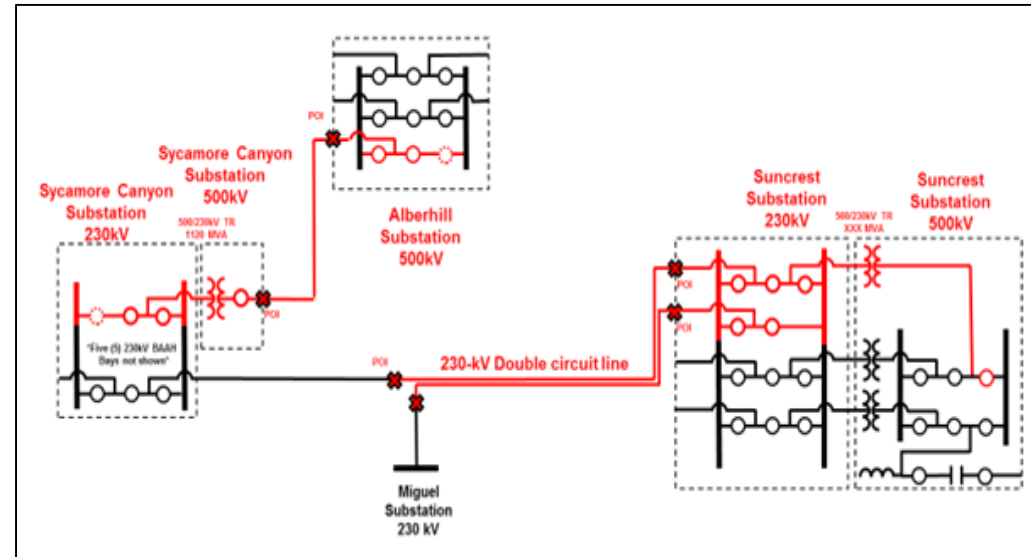 POI
Sycamore Canyon
Substation
500kV
Sycamore Canyon
Substation
230kV
500/230kV TR
1120 MVA
Alberhill
Substation
500kV
POI
"Five (5) 230kV BAAH
Bays not shown"
POI
230-kV Double circuit line
Miguel
Substation
230 kV
Suncrest
Substation
230kV
500/230kV TR
XXX MVA
Suncrest
Substation
500kV
POI
POI